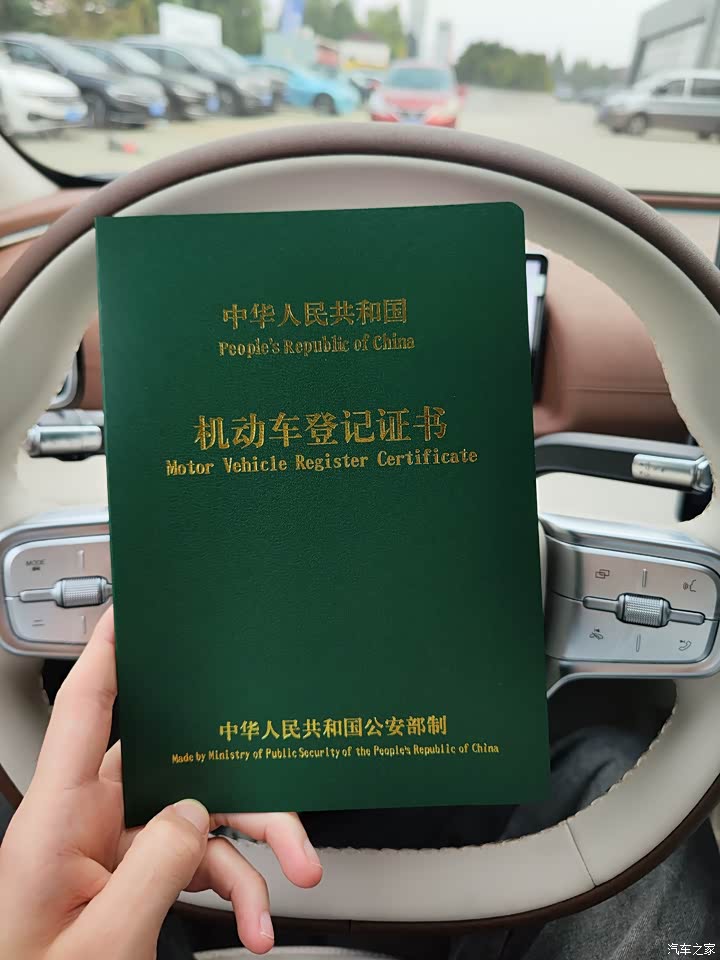 中华人民共和国
People's Republic of China
机动车登记证书
Motor Vehicle Register Certificate
中华人民共和国公安部制
Made by Ministry of Public Security of the People's Republic of China
MODE
汽车之家